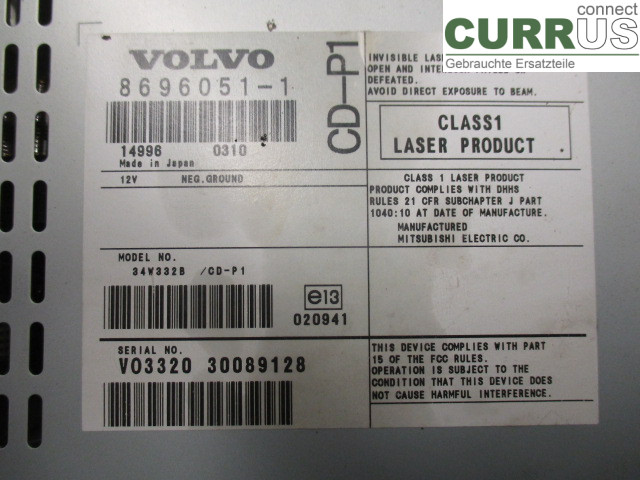 connect
CURRUS
Gebrauchte Ersatzteile
VOLVO
8696051-1
14996 0310
Made in Japan
CD-P1
12V NEG.GROUND
MODEL NO.
34W332B /CD-P1
e13
020941
SERIAL NO.
VO3320 30089128
INVISIBLE
OPEN AND
DEFEATED.
AVOID DIRECT EXPOSURE TO BEAM.
CLASS1
LASER PRODUCT
CLASS 1 LASER PRODUCT
PRODUCT COMPLIES WITH DHHS
RULES 21 CFR SUBCHAPTER J PART
1040:10 AT DATE OF MANUFACTURE.
MANUFACTURED
MITSUBISHI ELECTRIC CO.
THIS DEVICE COMPLIES WITH PART
15 OF THE FCC RULES.
OPERATION IS SUBJECT TO THE
CONDITION THAT THIS DEVICE DOES
NOT CAUSE HARMFUL INTERFERENCE.